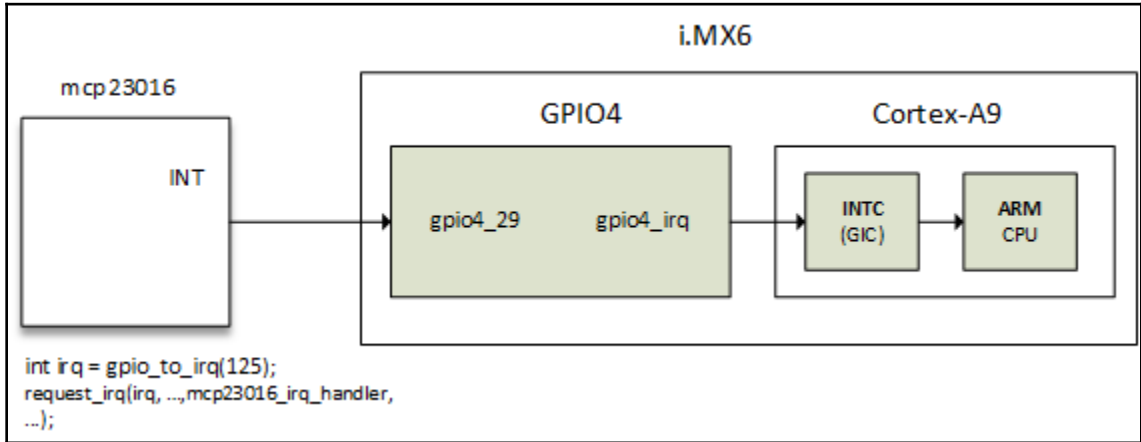 i.MX6
mcp23016
GPIO4
Cortex-A9
INT
gpio4_29
gpio4_irq
INTC
(GIC)
ARM
CPU
int irq = gpio_to_irq(125);
request_irq(irq, ...,mcp23016_irq_handler,
...);